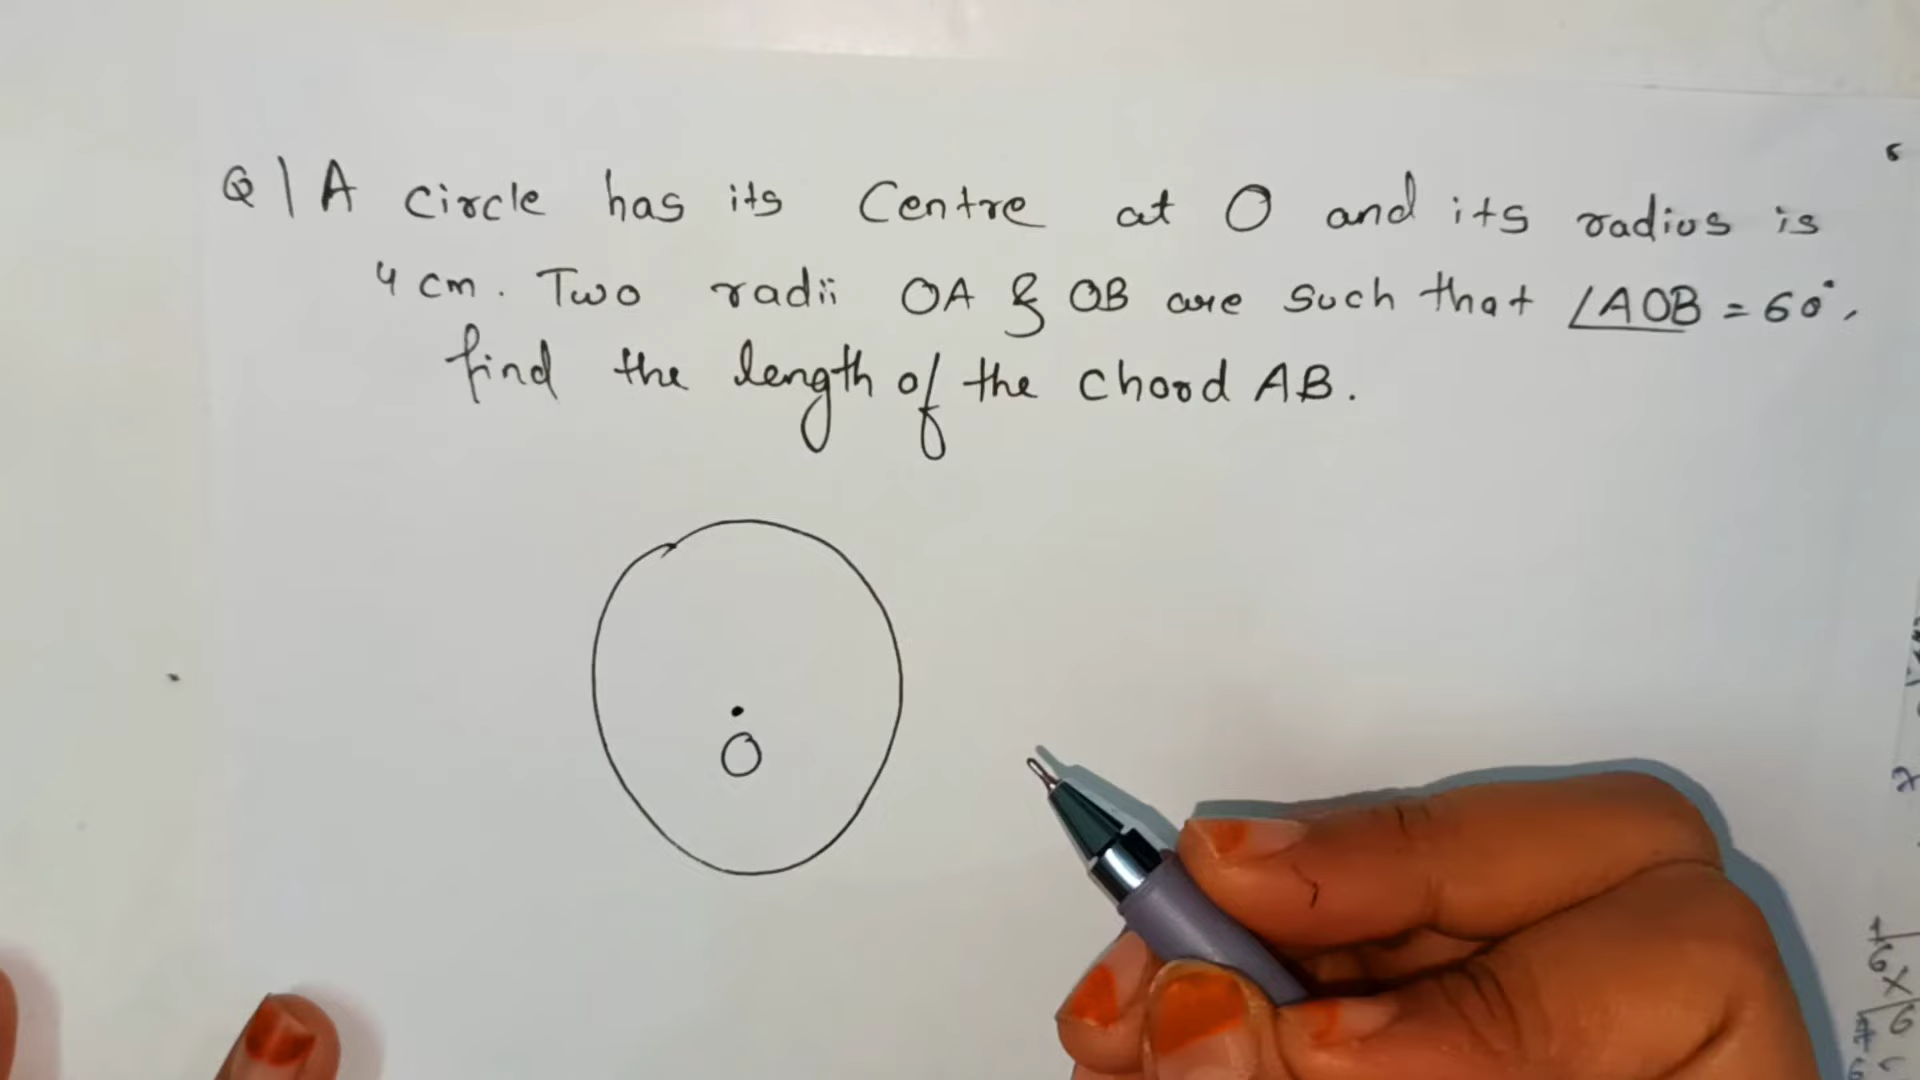 Q | A circle has its Centre at O and its radius is
4 cm. Two radii OA & OB are such that ∠AOB = 60°,
find the length of the chord AB.
O